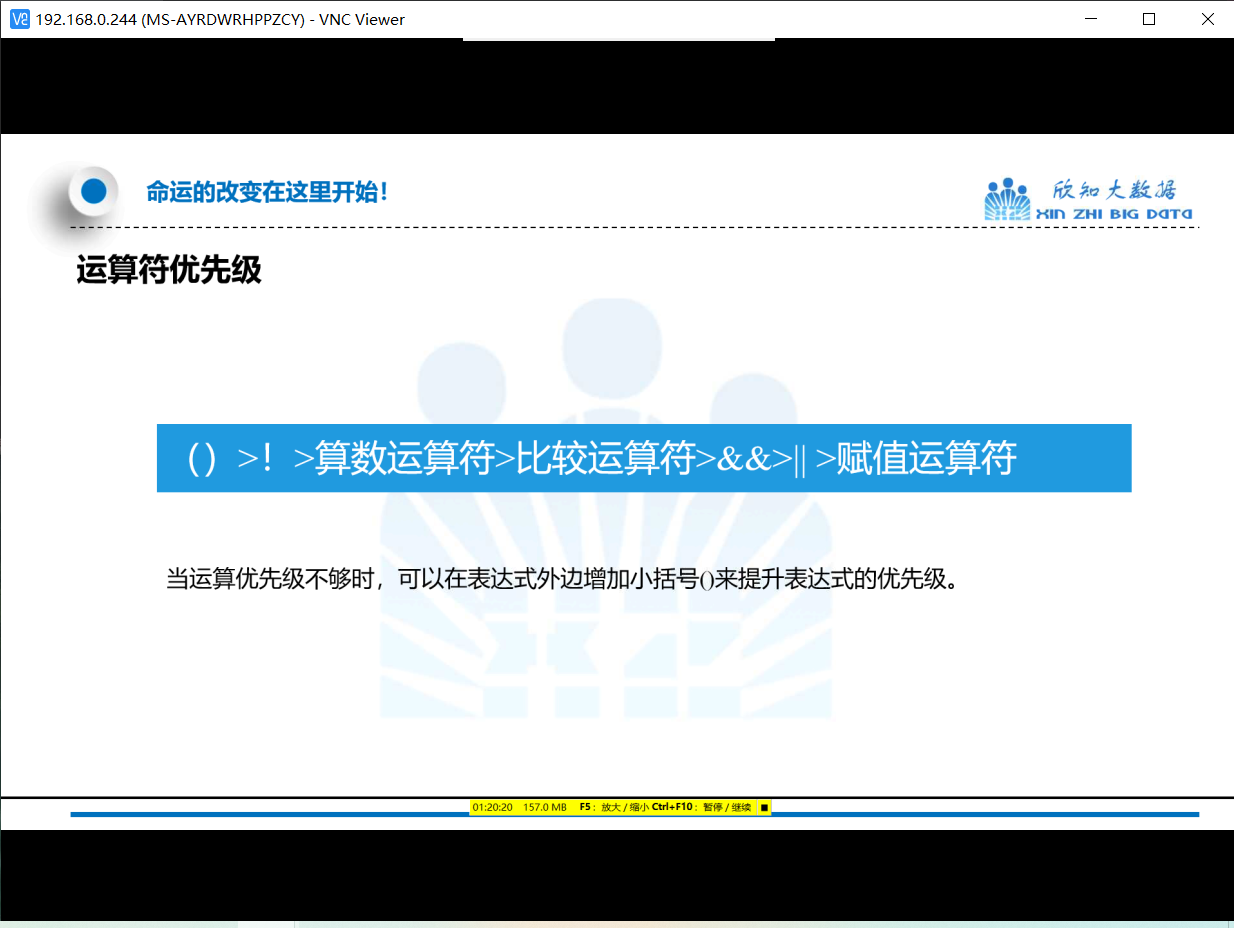 192.168.0.244 (MS-AYRDWRHPPZCY) - VNC Viewer
命运的改变在这里开始!
欣知大数据
XIN ZHI BIG DATA
运算符优先级
（）>！>算数运算符>比较运算符>&&>|| >赋值运算符
当运算优先级不够时，可以在表达式外边增加小括号()来提升表达式的优先级。
01:20:20 157.0 MB F5：放大 / 缩小 Ctrl+F10：暂停 / 继续